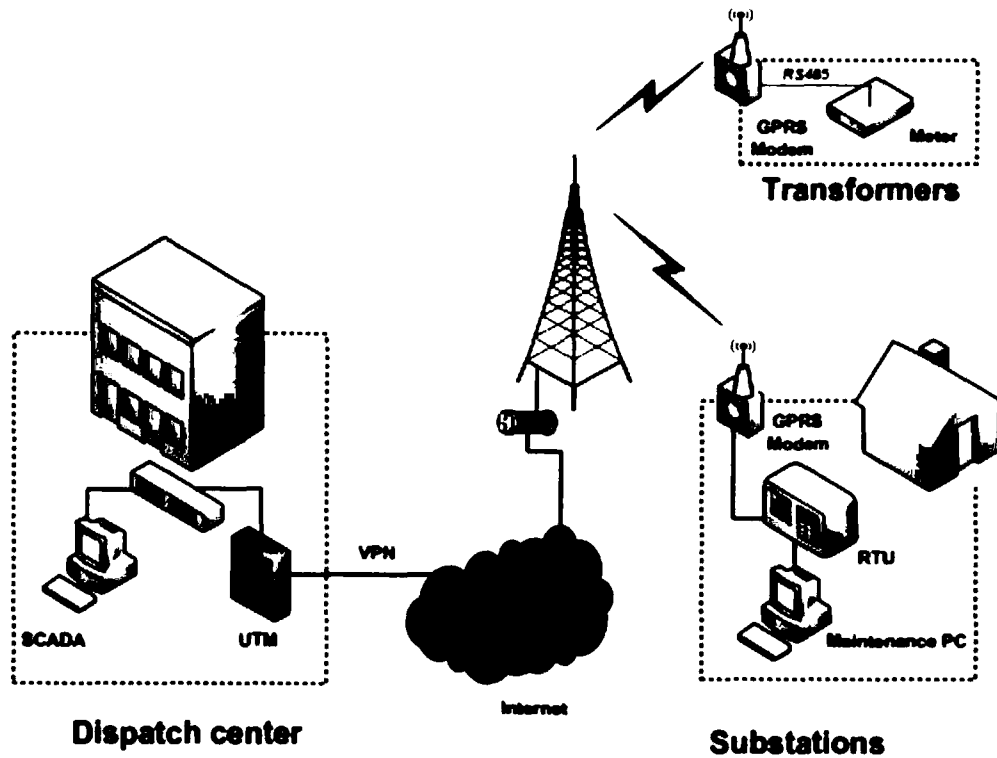 RS485
GPRS
Modem
Meter
Transformers
GPRS
Modem
RTU
Maintenance PC
Substations
VPN
SCADA
UTM
Internet
Dispatch center